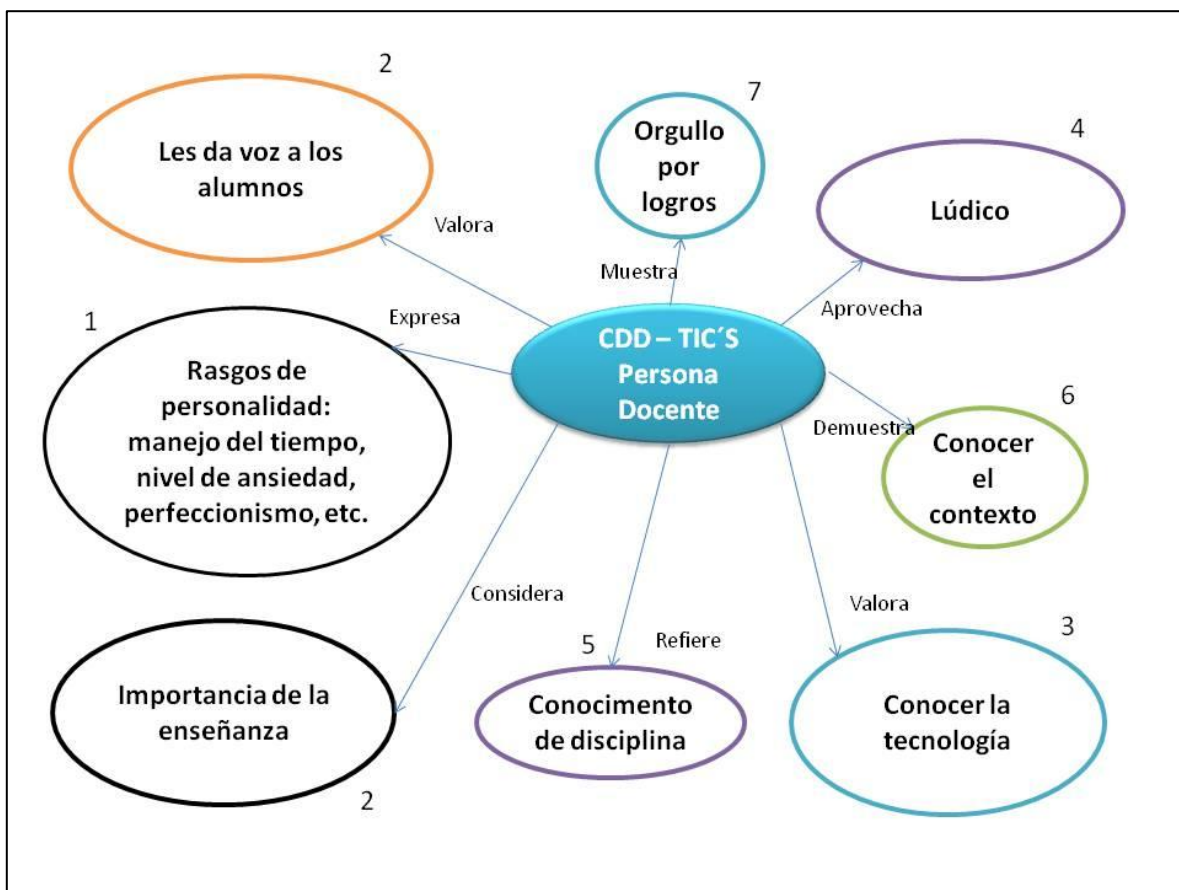 2
Les da voz a los
alumnos
Valora
7
Orgullo
por
logros
Muestra
4
Lúdico
Aprovecha
1
Expresa
Rasgos de
personalidad:
manejo del tiempo,
nivel de ansiedad,
perfeccionismo, etc.
CDD – TIC´S
Persona
Docente
6
Demuestra
Conocer
el
contexto
Considera
Importancia de la
enseñanza
2
5
Refiere
Conocimento
de disciplina
Valora
3
Conocer la
tecnología